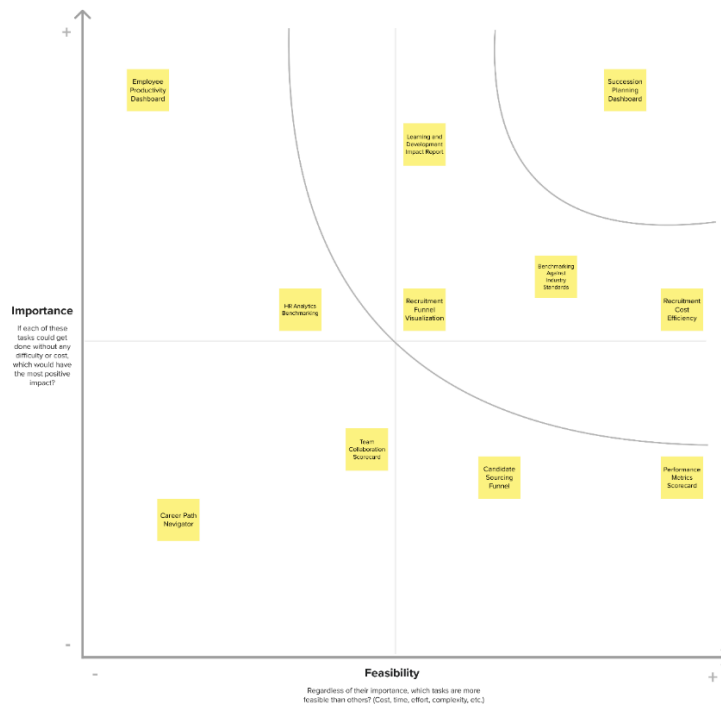 +
Employee
Productivity
Dashboard
Succession
Planning
Dashboard
Learning and
Development
Impact Report
Benchmarking
Against
Industry
Standards
HR Analytics
Benchmarking
Recruitment
Funnel
Visualization
Recruitment
Cost
Efficiency
Importance
If each of these
tasks could get
done without any
difficulty or cost,
which would have
the most positive
impact?
Team
Collaboration
Scorecard
Candidate
Sourcing
Funnel
Performance
Metrics
Scorecard
Career Path
Navigator
-
-
Feasibility
+
Regardless of their importance, which tasks are more
feasible than others? (Cost, time, effort, complexity, etc.)